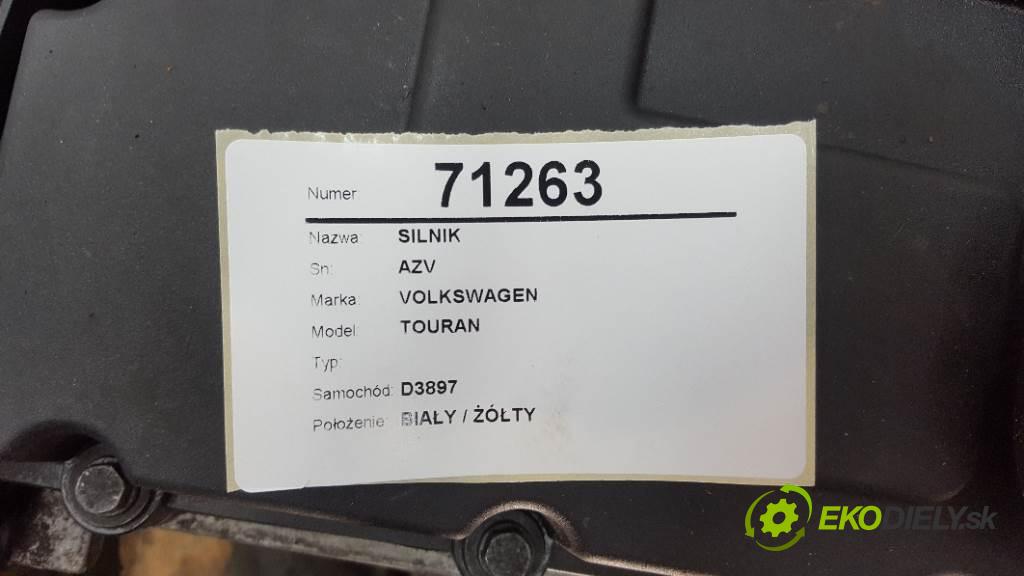 Numer: 71263
Nazwa: SILNIK
Sn: AZV
Marka: VOLKSWAGEN
Model: TOURAN
Typ:
Samochód: D3897
Położenie: BIAŁY / ŻÓŁTY
EKODIELY.sk